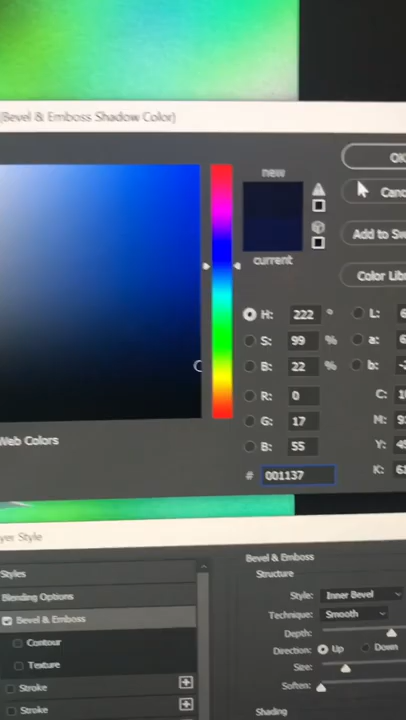 (Bevel & Emboss Shadow Color)
new
OK
current
Add to Sw
Color Libr
H: 222 °
S: 99 %
B: 22 %
R: 0
G: 17
B: 55
# 001137
L:
a:
b:
C:
M:
Y:
K:
Web Colors
yer Style
Styles
Blending Options
Bevel & Emboss
Contour
Texture
Stroke
Stroke
Bevel & Emboss
Structure
Style: Inner Bevel
Technique: Smooth
Depth:
Direction: Up Down
Size:
Soften:
Shading